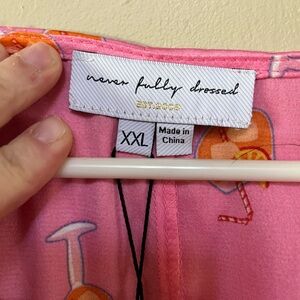 never fully dressed
EST.2009
XXL
Made in
China